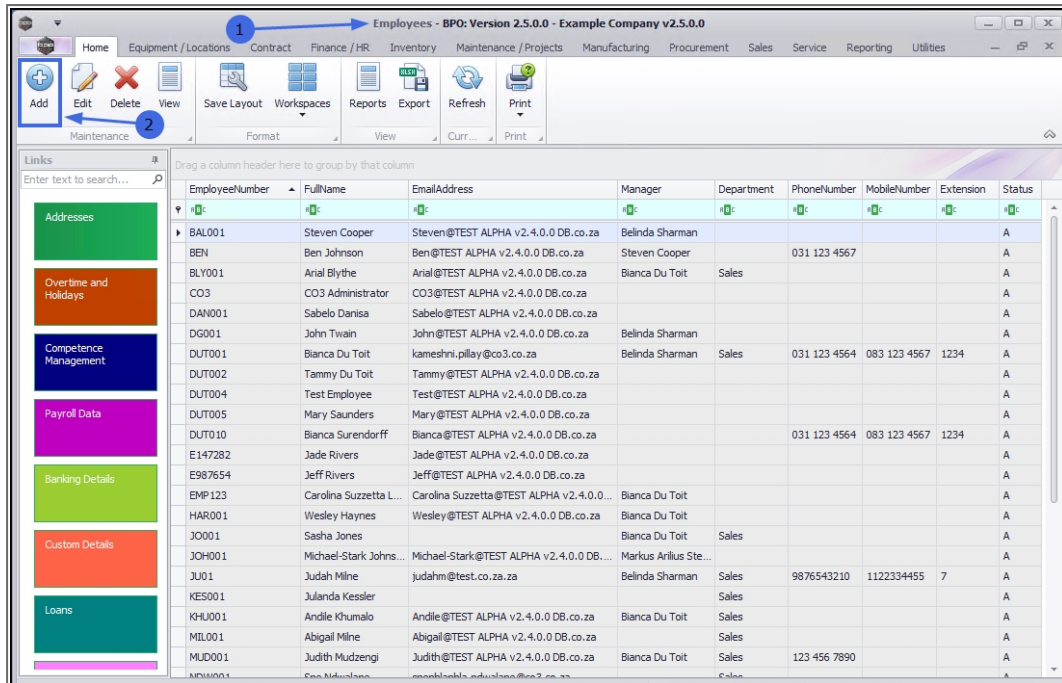 1
Employees - BPO: Version 2.5.0.0 - Example Company v2.5.0.0
Home Equipment / Locations Contract Finance / HR Inventory Maintenance / Projects Manufacturing Procurement Sales Service Reporting Utilities
Add Edit Delete View Save Layout Workspaces Reports Export Refresh Print
2
Maintenance Format View Curr... Print
Links
Drag a column header here to group by that column
Enter text to search...
EmployeeNumber FullName EmailAddress Manager Department PhoneNumber MobileNumber Extension Status
Addresses
BAL001 Steven Cooper Steven@TEST ALPHA v2.4.0.0 DB.co.za Belinda Sharman A
BEN Ben Johnson Ben@TEST ALPHA v2.4.0.0 DB.co.za Steven Cooper 031 123 4567 A
BLY001 Arial Blythe Arial@TEST ALPHA v2.4.0.0 DB.co.za Bianca Du Toit Sales A
Overtime and
Holidays
CO3 CO3 Administrator CO3@TEST ALPHA v2.4.0.0 DB.co.za A
DAN001 Sabelo Danisa Sabelo@TEST ALPHA v2.4.0.0 DB.co.za A
DG001 John Twain John@TEST ALPHA v2.4.0.0 DB.co.za Belinda Sharman A
Competence
Management
DUT001 Bianca Du Toit kameshni.pillay@co3.co.za Belinda Sharman Sales 031 123 4564 083 123 4567 1234 A
DUT002 Tammy Du Toit Tammy@TEST ALPHA v2.4.0.0 DB.co.za A
DUT004 Test Employee Test@TEST ALPHA v2.4.0.0 DB.co.za A
Payroll Data
DUT005 Mary Saunders Mary@TEST ALPHA v2.4.0.0 DB.co.za A
DUT010 Bianca Surendorff Bianca@TEST ALPHA v2.4.0.0 DB.co.za 031 123 4564 083 123 4567 1234 A
E147282 Jade Rivers Jade@TEST ALPHA v2.4.0.0 DB.co.za A
Banking Details
E987654 Jeff Rivers Jeff@TEST ALPHA v2.4.0.0 DB.co.za A
EMP123 Carolina Suzzetta L... Carolina Suzzetta@TEST ALPHA v2.4.0.0... Bianca Du Toit A
HAR001 Wesley Haynes Wesley@TEST ALPHA v2.4.0.0 DB.co.za Bianca Du Toit A
Custom Details
JO001 Sasha Jones Bianca Du Toit Sales A
JOH001 Michael-Stark Johns... Michael-Stark@TEST ALPHA v2.4.0.0 DB.... Markus Arilius Ste... A
JU01 Judah Milne judahm@test.co.za.za Belinda Sharman Sales 9876543210 1122334455 7 A
KES001 Julanda Kessler Sales A
Loans
KHU001 Andile Khumalo Andile@TEST ALPHA v2.4.0.0 DB.co.za Bianca Du Toit Sales A
MIL001 Abigail Milne Abigail@TEST ALPHA v2.4.0.0 DB.co.za Sales A
MUD001 Judith Mudzengi Judith@TEST ALPHA v2.4.0.0 DB.co.za Bianca Du Toit Sales 123 456 7890 A